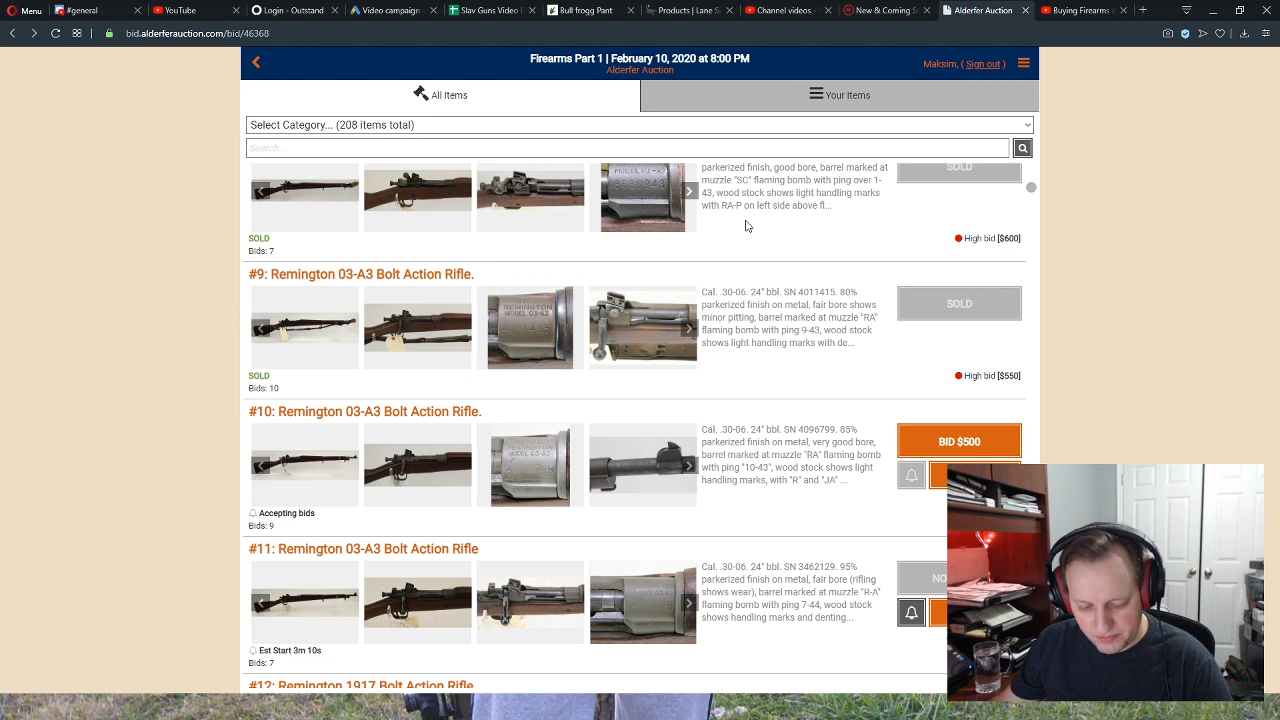 Menu
#general
YouTube
Login - Outstand
Video campaign
Slav Guns Video I
Bull frogg Pant
Products | Lane S
Channel videos -
New & Coming S
Alderfer Auction
Buying Firearms
bid.alderferauction.com/bid/46368
Firearms Part 1 | February 10, 2020 at 8:00 PM
Alderfer Auction
Maksim, ( Sign out )
All Items
Your Items
Select Category... (208 items total)
Search...
parkerized finish, good bore, barrel marked at
muzzle "SC" flaming bomb with ping over 1-
43, wood stock shows light handling marks
with RA-P on left side above fl...
SOLD
SOLD
Bids: 7
High bid [$600]
#9: Remington 03-A3 Bolt Action Rifle.
Cal. .30-06. 24" bbl. SN 4011415. 80%
parkerized finish on metal, fair bore shows
minor pitting, barrel marked at muzzle "RA"
flaming bomb with ping 9-43, wood stock
shows light handling marks with de...
SOLD
REMINGTON
MODEL 03-A3
4011415
SOLD
Bids: 10
High bid [$550]
#10: Remington 03-A3 Bolt Action Rifle.
Cal. .30-06. 24" bbl. SN 4096799. 85%
parkerized finish on metal, very good bore,
barrel marked at muzzle "RA" flaming bomb
with ping "10-43", wood stock shows light
handling marks, with "R" and "JA" ...
BID $500
Accepting bids
Bids: 9
#11: Remington 03-A3 Bolt Action Rifle
Cal. .30-06. 24" bbl. SN 3462129. 95%
parkerized finish on metal, fair bore (rifling
shows wear), barrel marked at muzzle "R-A"
flaming bomb with ping 7-44, wood stock
shows handling marks and denting...
NO
Est Start 3m 10s
Bids: 7
#12: Remington 1917 Bolt Action Rifle